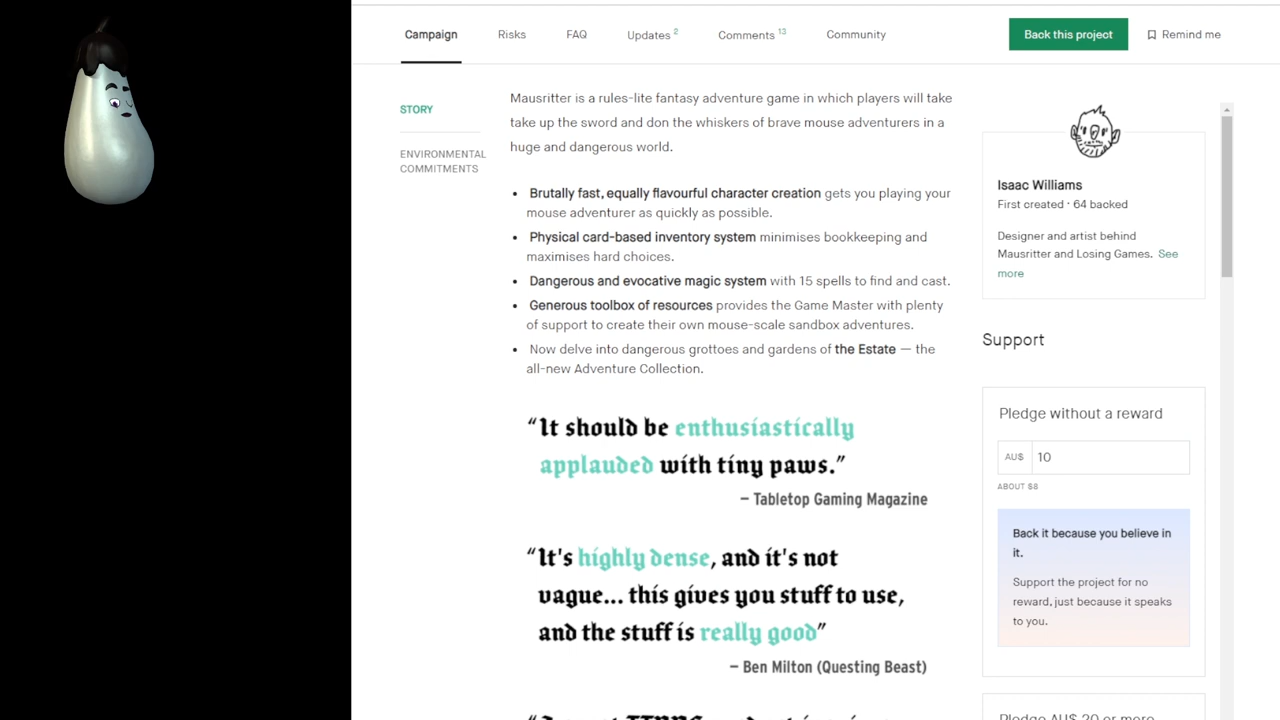 Campaign
Risks
FAQ
Updates 2
Comments 13
Community
Back this project
Remind me
STORY
ENVIRONMENTAL
COMMITMENTS
Mausritter is a rules-lite fantasy adventure game in which players will take
take up the sword and don the whiskers of brave mouse adventurers in a
huge and dangerous world.
• Brutally fast, equally flavourful character creation gets you playing your
mouse adventurer as quickly as possible.
• Physical card-based inventory system minimises bookkeeping and
maximises hard choices.
• Dangerous and evocative magic system with 15 spells to find and cast.
• Generous toolbox of resources provides the Game Master with plenty
of support to create their own mouse-scale sandbox adventures.
• Now delve into dangerous grottoes and gardens of the Estate — the
all-new Adventure Collection.
“It should be enthusiastically
applauded with tiny paws.”
— Tabletop Gaming Magazine
“It's highly dense, and it's not
vague... this gives you stuff to use,
and the stuff is really good”
— Ben Milton (Questing Beast)
Isaac Williams
First created · 64 backed
Designer and artist behind
Mausritter and Losing Games. See
more
Support
Pledge without a reward
AU$ 10
ABOUT $8
Back it because you believe in
it.
Support the project for no
reward, just because it speaks
to you.
Pledge AU$ 20 or more